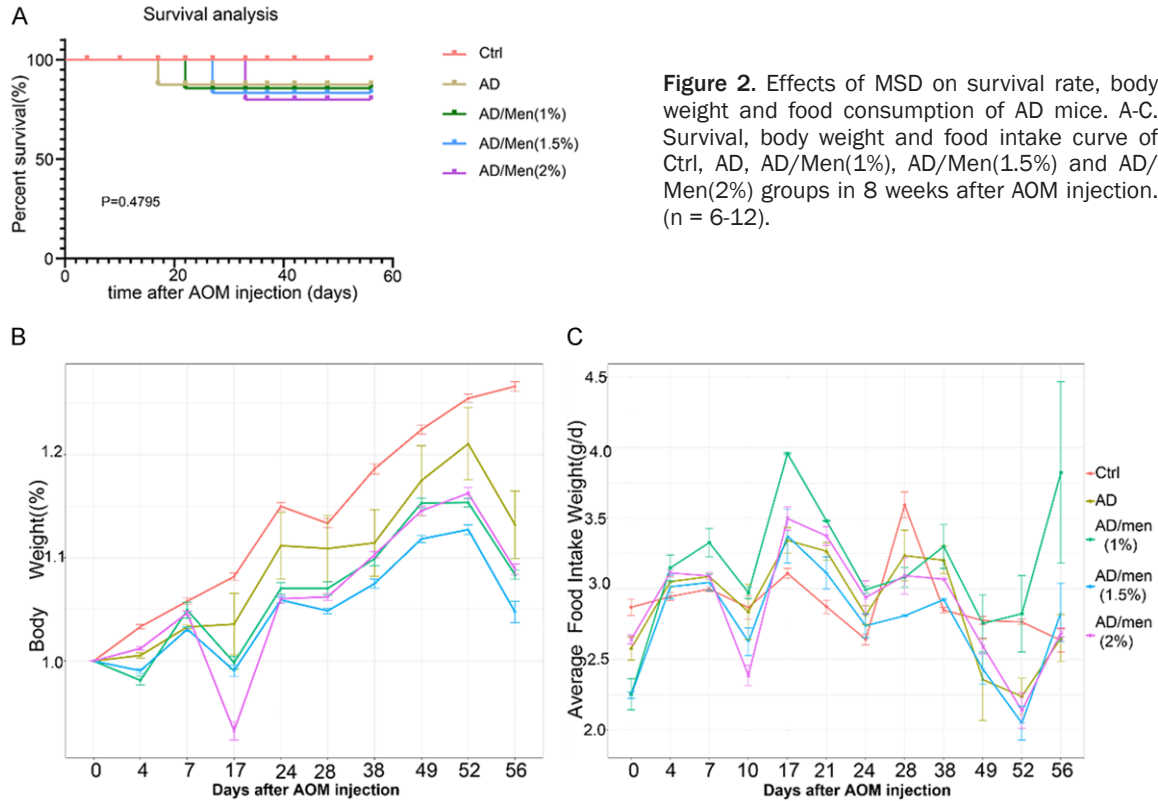 A
Survival analysis
Percent survival(%)
100
50
0
P=0.4795
0 20 40 60
time after AOM injection (days)
Ctrl
AD
AD/Men(1%)
AD/Men(1.5%)
AD/Men(2%)
Figure 2. Effects of MSD on survival rate, body
weight and food consumption of AD mice. A-C.
Survival, body weight and food intake curve of
Ctrl, AD, AD/Men(1%), AD/Men(1.5%) and AD/
Men(2%) groups in 8 weeks after AOM injection.
(n = 6-12).
B
Body Weight((%)
1.2
1.1
1.0
0 4 7 17 24 28 38 49 52 56
Days after AOM injection
C
Average Food Intake Weight(g/d)
4.5
4.0
3.5
3.0
2.5
2.0
0 4 7 10 17 21 24 28 38 49 52 56
Days after AOM injection
Ctrl
AD
AD/men
(1%)
AD/men
(1.5%)
AD/men
(2%)